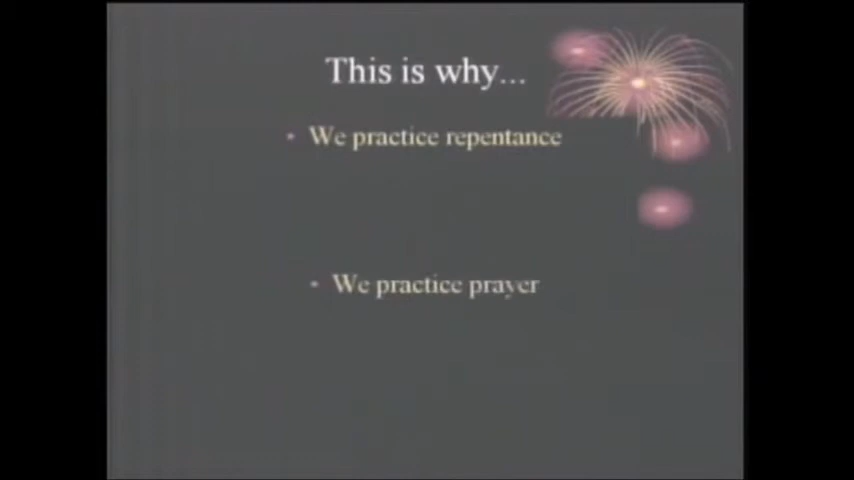 This is why...
• We practice repentance
• We practice prayer